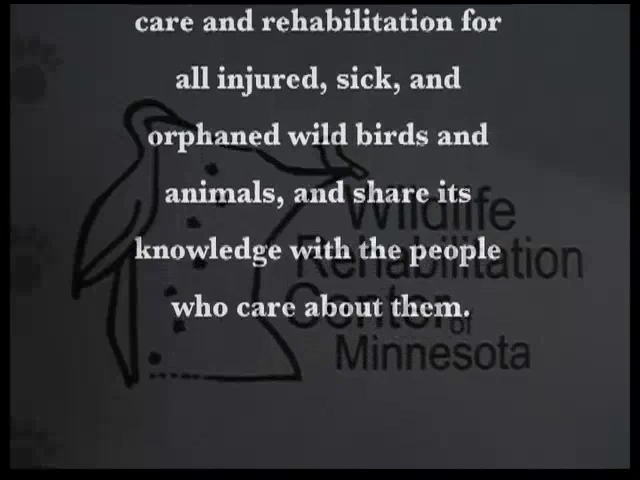 care and rehabilitation for
all injured, sick, and
orphaned wild birds and
animals, and share its
knowledge with the people
who care about them.
Wildlife
Rehabilitation
Center of
Minnesota